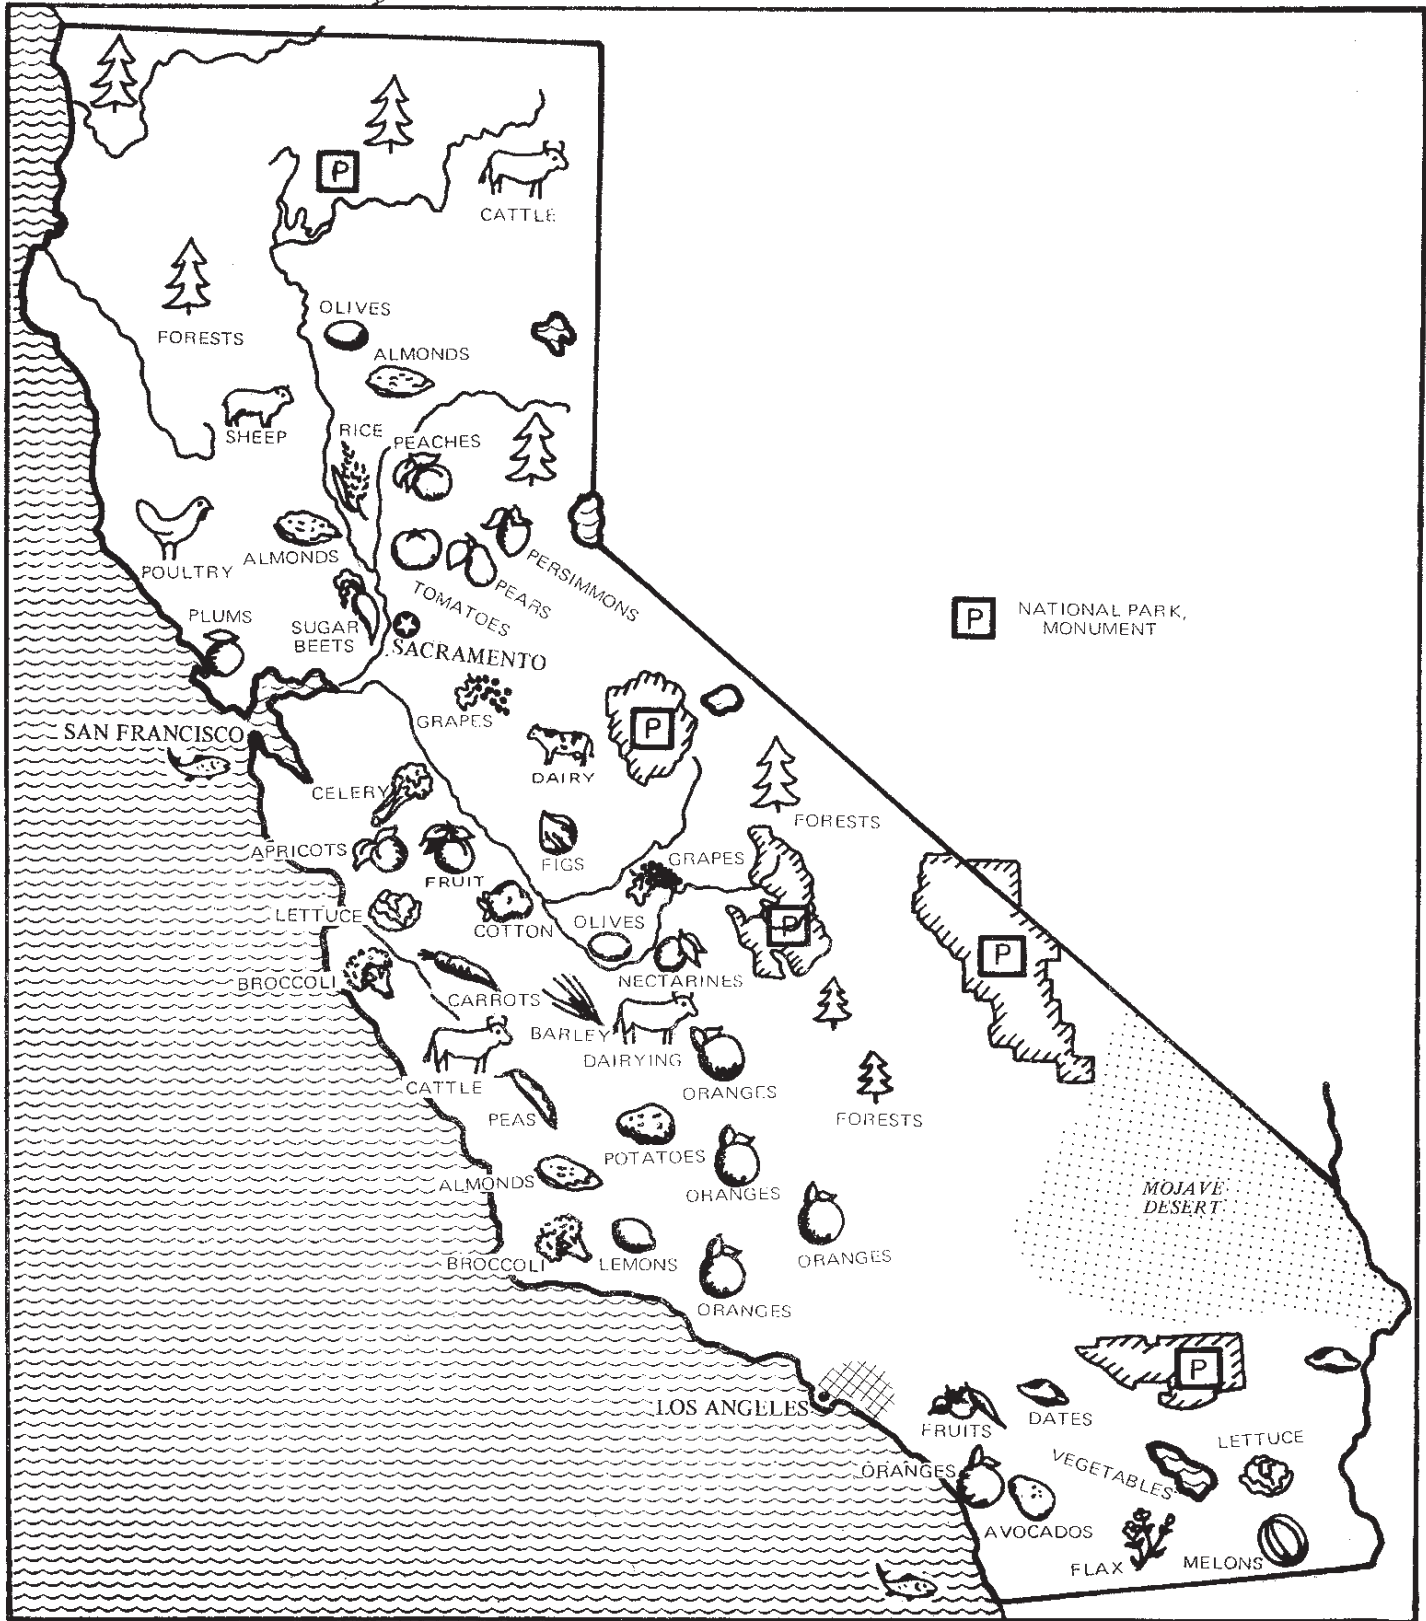 P
CATTLE
OLIVES
FORESTS
ALMONDS
SHEEP
RICE
PEACHES
POULTRY
ALMONDS
PERSIMMONS
PEARS
TOMATOES
PLUMS
SUGAR
BEETS
SACRAMENTO
P
NATIONAL PARK,
MONUMENT
GRAPES
P
SAN FRANCISCO
DAIRY
CELERY
FORESTS
APRICOTS
FRUIT
FIGS
GRAPES
LETTUCE
COTTON
OLIVES
P
P
BROCCOLI
CARROTS
NECTARINES
BARLEY
DAIRYING
CATTLE
ORANGES
PEAS
FORESTS
POTATOES
ALMONDS
ORANGES
MOJAVE
DESERT
BROCCOLI
LEMONS
ORANGES
ORANGES
P
LOS ANGELES
FRUITS
DATES
LETTUCE
ORANGES
VEGETABLES
AVOCADOS
FLAX
MELONS